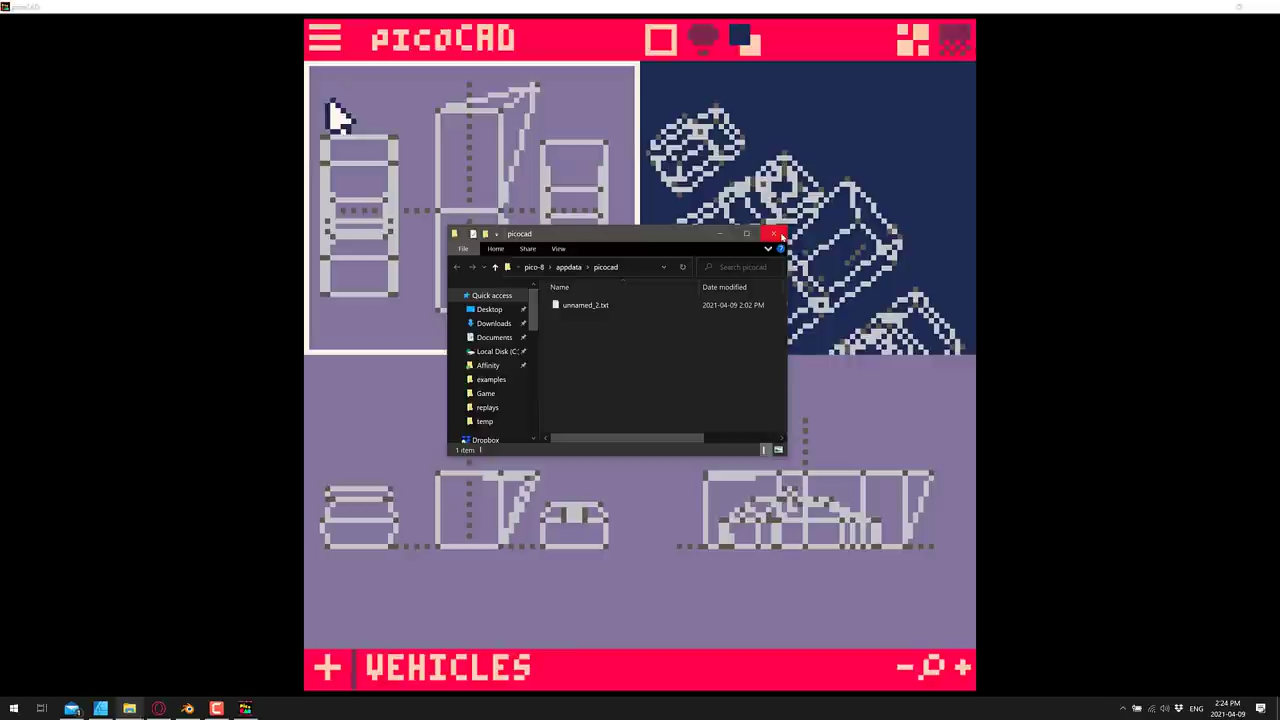 picoCAD
picoCAD
picocad
File Home Share View
pico-8 › appdata › picocad
Search picocad
Name Date modified
Quick access
Desktop
Downloads
Documents
Local Disk (C:
Affinity
examples
Game
replays
temp
Dropbox
unnamed_2.txt 2021-04-09 2:02 PM
1 item
VEHICLES
ENG
2:24 PM
2021-04-09